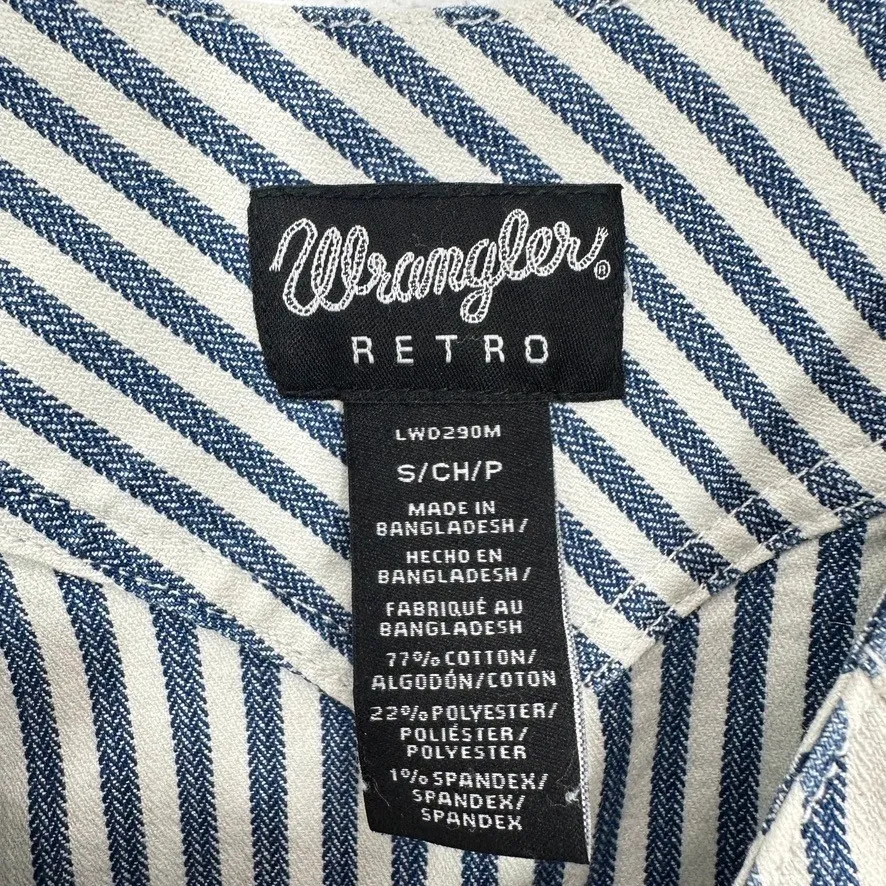 Wrangler®
RETRO
LWD290M
S/CH/P
MADE IN
BANGLADESH/
HECHO EN
BANGLADESH/
FABRIQUÉ AU
BANGLADESH
77% COTTON/
ALGODÓN/COTON
22% POLYESTER/
POLIÉSTER/
POLYESTER
1% SPANDEX/
SPANDEX/
SPANDEX